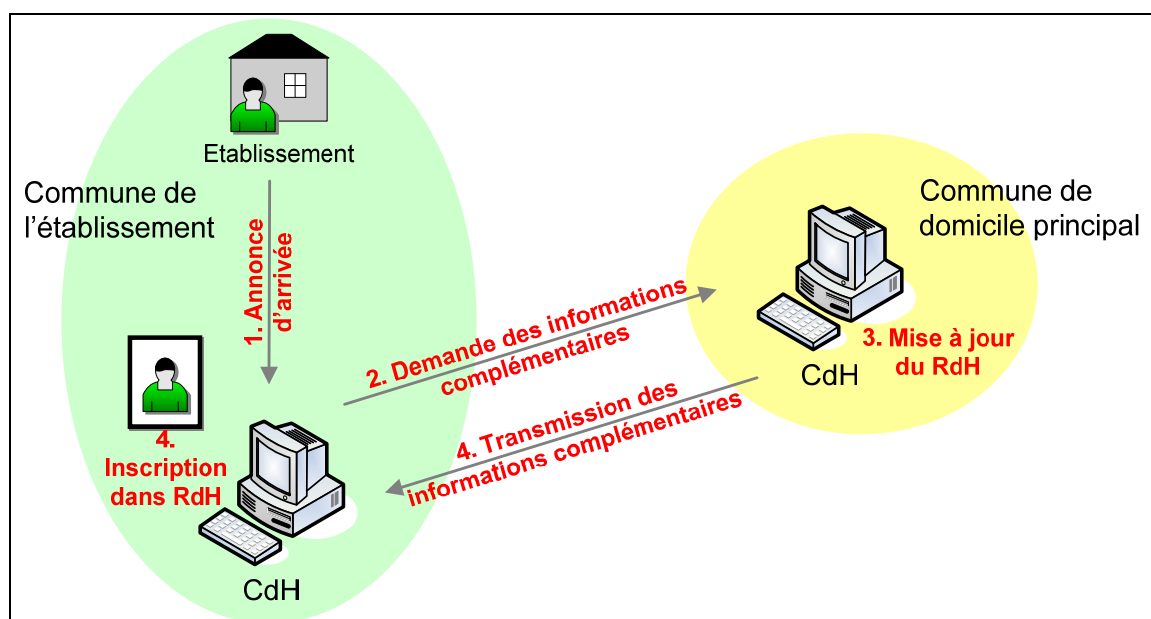 Etablissement
Commune de
l'établissement
1. Annonce
d'arrivée
2. Demande des informations
complémentaires
Commune de
domicile principal
3. Mise à jour
du RdH
CdH
4. Transmission des
informations complémentaires
4.
Inscription
dans RdH
CdH